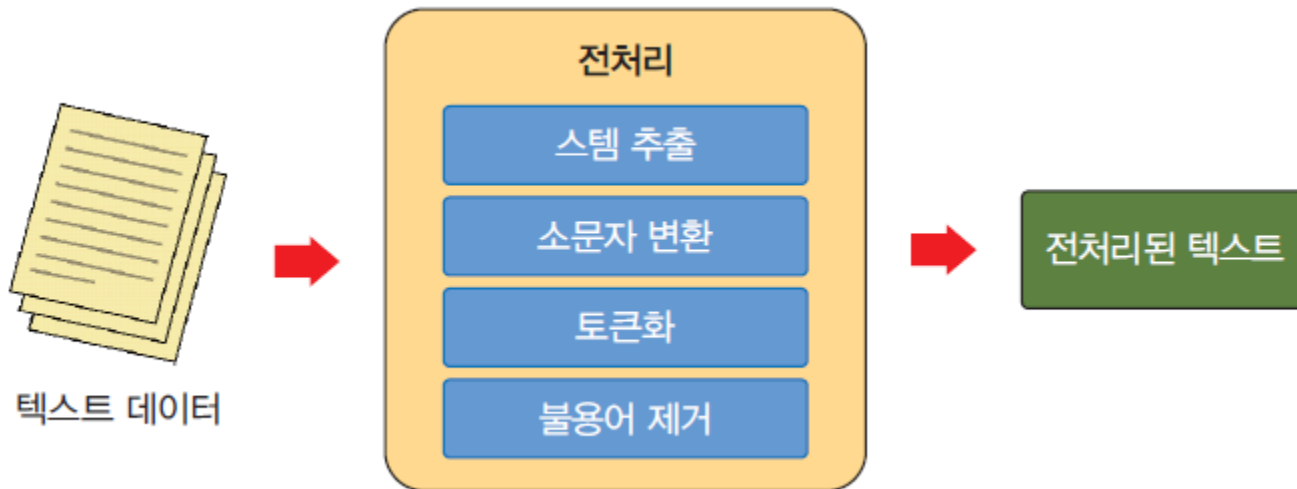 전처리
스템 추출
소문자 변환
토큰화
불용어 제거
텍스트 데이터
전처리된 텍스트